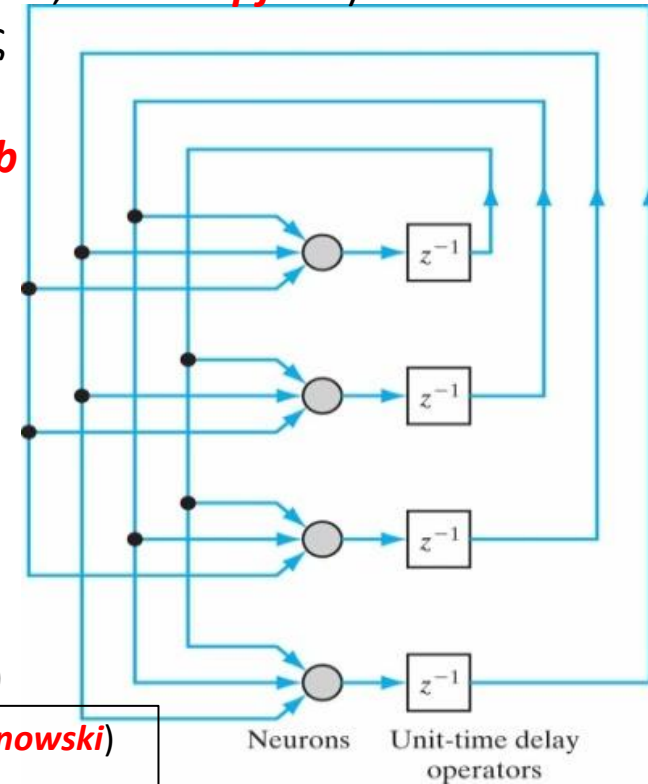 b
z⁻¹
z⁻¹
z⁻¹
z⁻¹
)
nowski)
Neurons Unit-time delay
operators